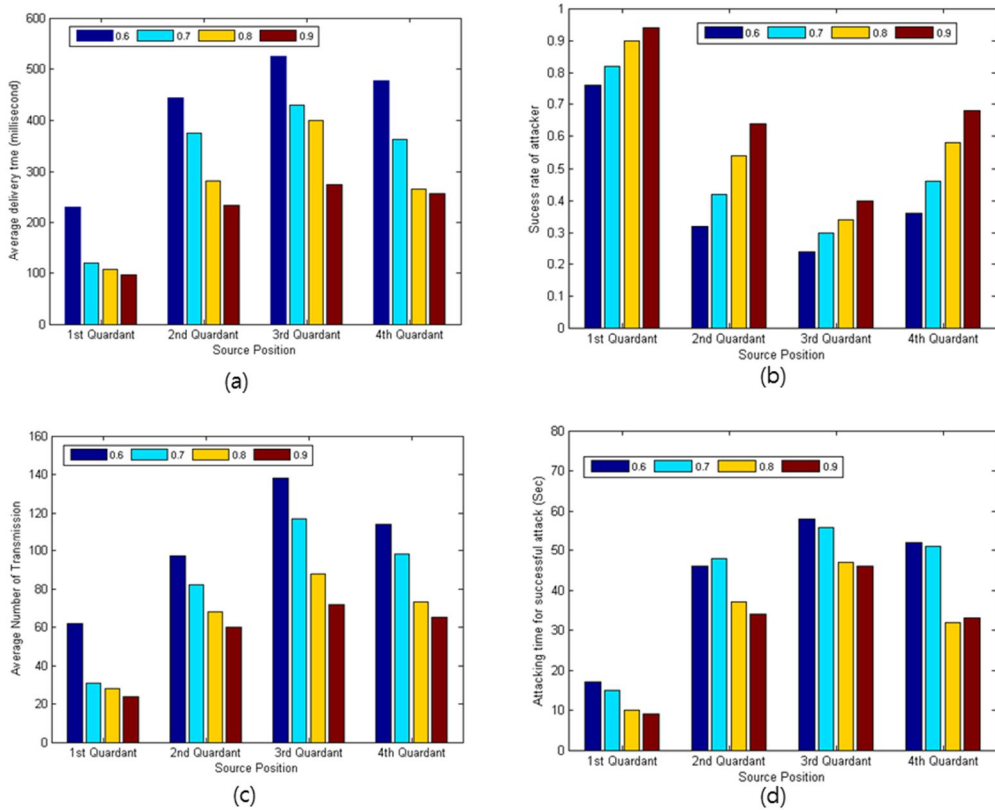 600
500
400
300
200
100
0
Average delivery tme (millisecond)
0.6 0.7 0.8 0.9
1st Quardant 2nd Quardant 3rd Quardant 4th Quardant
Source Position
(a)
1
0.9
0.8
0.7
0.6
0.5
0.4
0.3
0.2
0.1
0
Sucess rate of attacker
0.6 0.7 0.8 0.9
1st Quardant 2nd Quardant 3rd Quardant 4th Quardant
Source Position
(b)
160
140
120
100
80
60
40
20
0
Average Number of Transmission
0.6 0.7 0.8 0.9
1st Quardant 2nd Quardant 3rd Quardant 4th Quardant
Source Position
(c)
80
70
60
50
40
30
20
10
0
Attacking time for successful attack (Sec)
0.6 0.7 0.8 0.9
1st Quardant 2nd Quardant 3rd Quardant 4th Quardant
Source Position
(d)